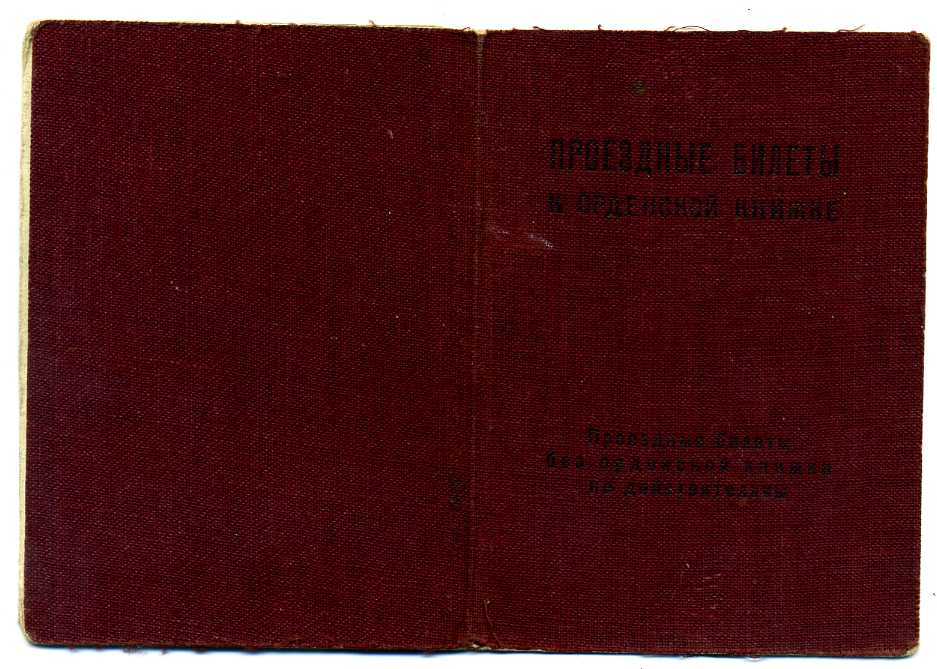 ПРОЕЗДНЫЕ БИЛЕТЫ
К ОРДЕНСКОЙ КНИЖКЕ
Проездные билеты
без орденской книжки
не действительны